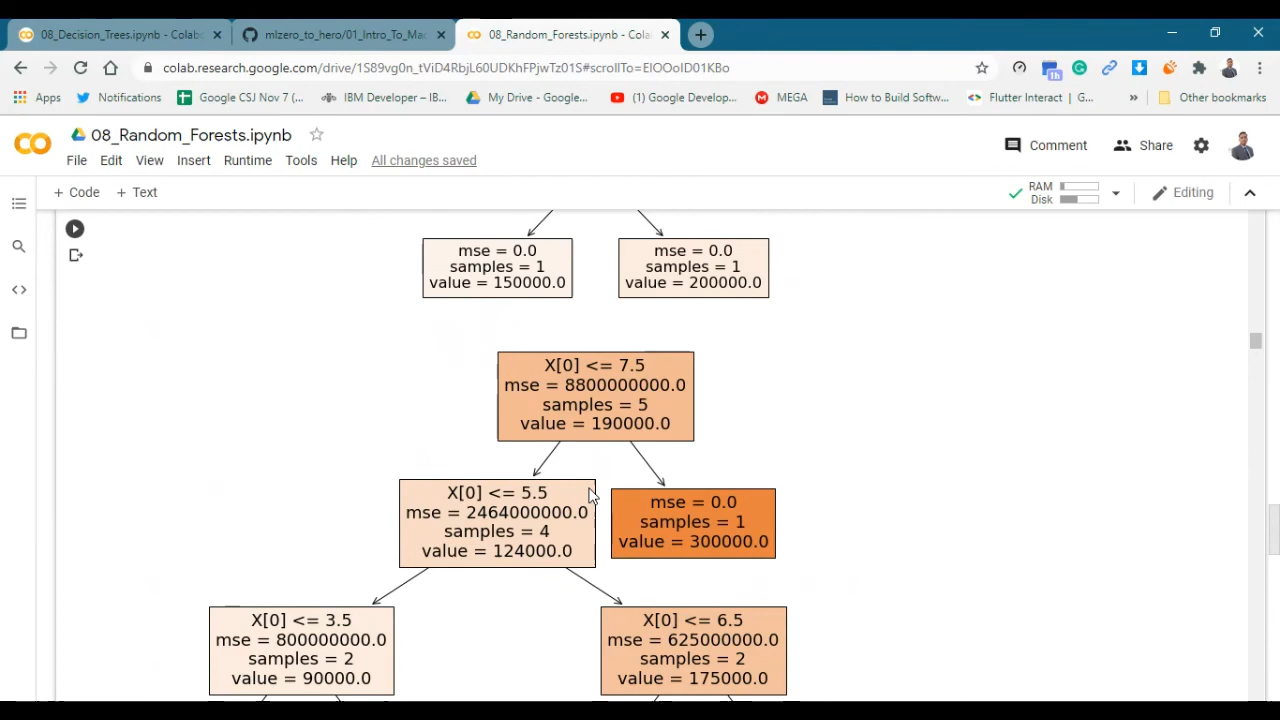 08_Decision_Trees.ipynb - Colab
mlzero_to_hero/01_Intro_To_Mac
08_Random_Forests.ipynb - Cola
colab.research.google.com/drive/1S89vg0n_tViD4RbjL60UDKhFPjwTz01S#scrollTo=EIOOoID01KBo
1h
Apps
Notifications
Google CSJ Nov 7 (...
IBM Developer – IB...
My Drive - Google...
(1) Google Develop...
MEGA
How to Build Softw...
Flutter Interact | G...
»
Other bookmarks
08_Random_Forests.ipynb
File Edit View Insert Runtime Tools Help All changes saved
Comment
Share
+ Code + Text
RAM
Disk
Editing
mse = 0.0
samples = 1
value = 150000.0
mse = 0.0
samples = 1
value = 200000.0
X[0] <= 7.5
mse = 8800000000.0
samples = 5
value = 190000.0
X[0] <= 5.5
mse = 2464000000.0
samples = 4
value = 124000.0
mse = 0.0
samples = 1
value = 300000.0
X[0] <= 3.5
mse = 800000000.0
samples = 2
value = 90000.0
X[0] <= 6.5
mse = 625000000.0
samples = 2
value = 175000.0